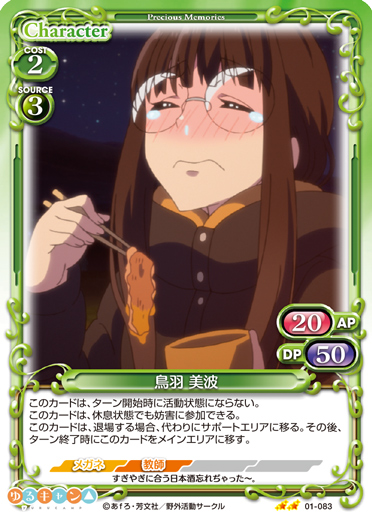 Precious Memories
Character
COST
2
SOURCE
3
20 AP
DP 50
鳥羽 美波
このカードは、ターン開始時に活動状態にならない。
このカードは、休息状態でも妨害に参加できる。
このカードは、退場する場合、代わりにサポートエリアに移る。その後、
ターン終了時にこのカードをメインエリアに移す。
メガネ 教師
すぎやぎに合う日本酒忘れぢゃった〜。
ゆるキャン△
©あfろ・芳文社/野外活動サークル
01-083